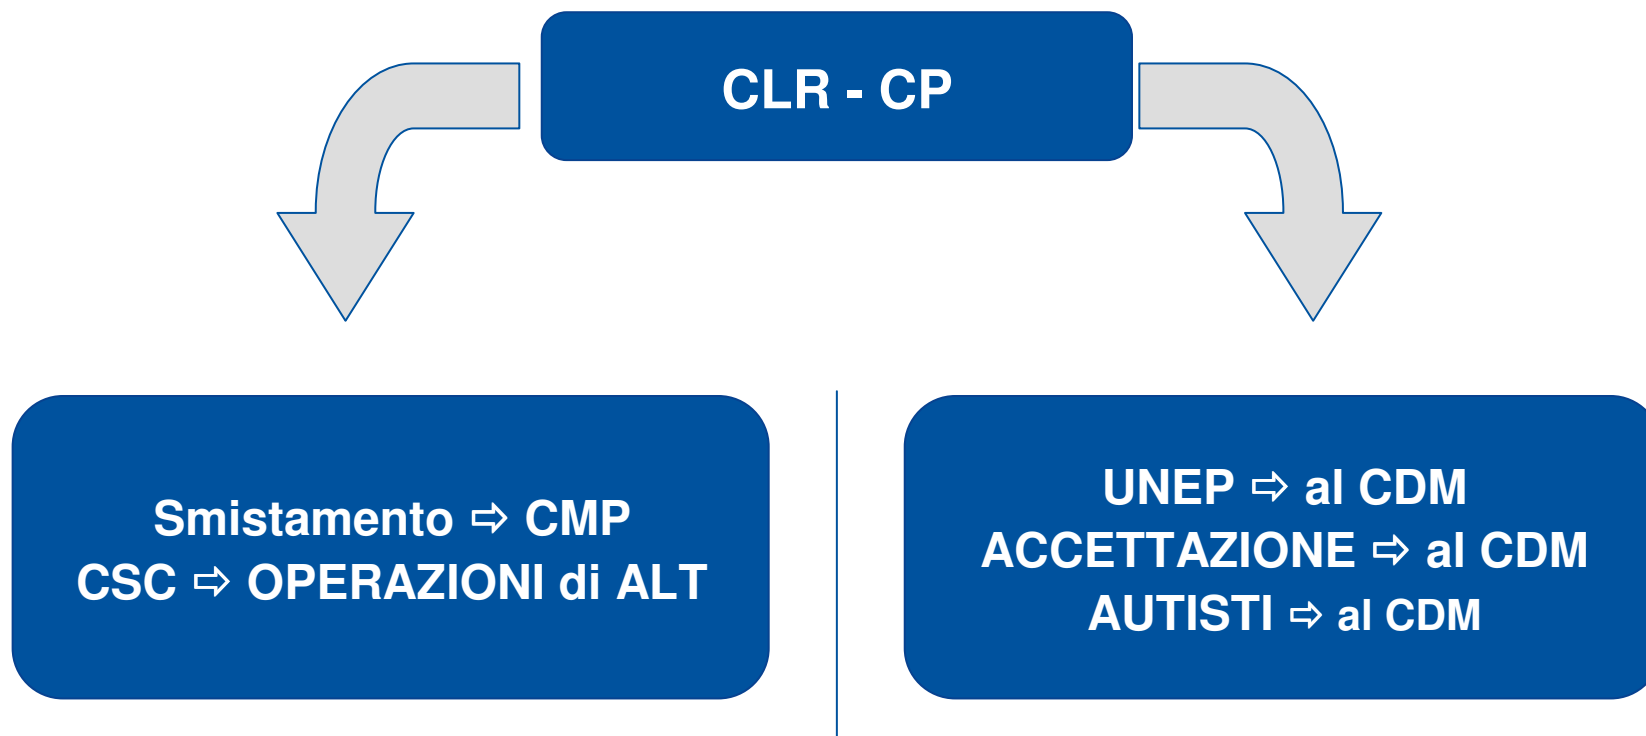 CLR - CP
Smistamento ⇨ CMP
CSC ⇨ OPERAZIONI di ALT
UNEP ⇨ al CDM
ACCETTAZIONE ⇨ al CDM
AUTISTI ⇨ al CDM